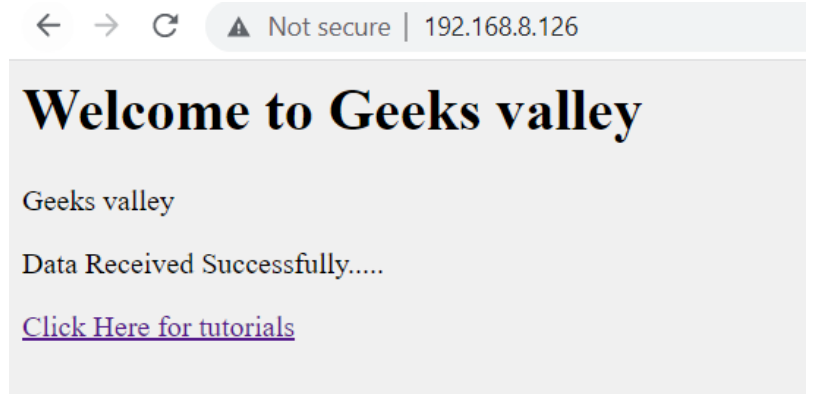 Not secure | 192.168.8.126
Welcome to Geeks valley
Geeks valley
Data Received Successfully.....
Click Here for tutorials